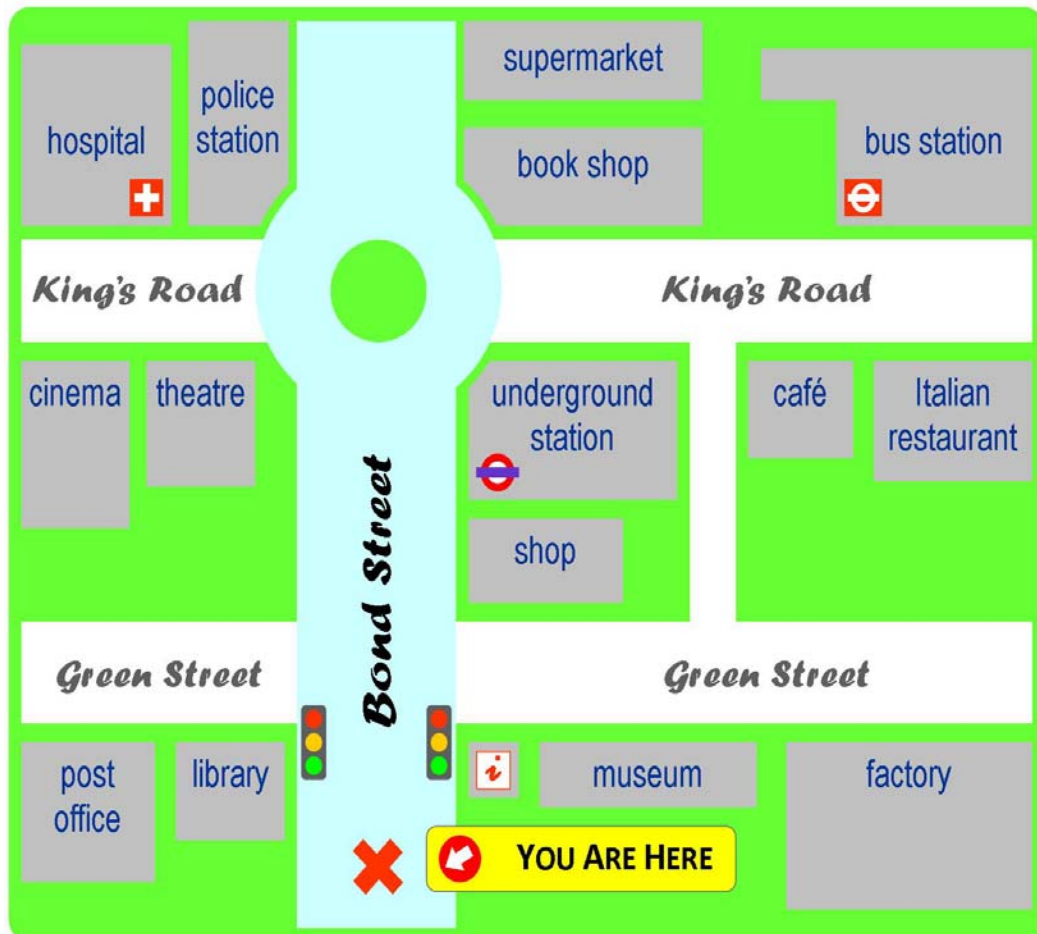 supermarket
police
station
hospital
book shop
bus station
King's Road
King's Road
cinema
theatre
underground
station
café
Italian
restaurant
shop
Bond Street
Green Street
Green Street
post
office
library
i
museum
factory
YOU ARE HERE